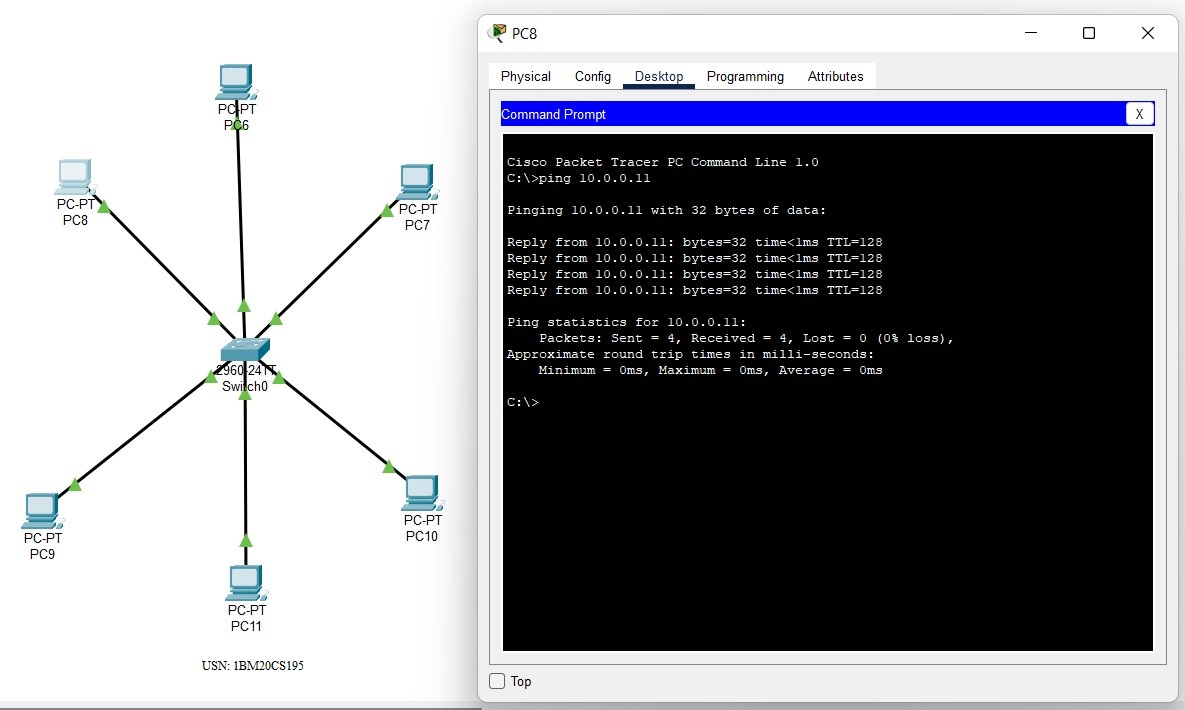 PC-PT
PC6
PC-PT
PC8
PC-PT
PC7
2960-24TT
Switch0
PC-PT
PC9
PC-PT
PC10
PC-PT
PC11
USN: 1BM20CS195
PC8
Physical Config Desktop Programming Attributes
Command Prompt X
Cisco Packet Tracer PC Command Line 1.0
C:\>ping 10.0.0.11
Pinging 10.0.0.11 with 32 bytes of data:
Reply from 10.0.0.11: bytes=32 time<1ms TTL=128
Reply from 10.0.0.11: bytes=32 time<1ms TTL=128
Reply from 10.0.0.11: bytes=32 time<1ms TTL=128
Reply from 10.0.0.11: bytes=32 time<1ms TTL=128
Ping statistics for 10.0.0.11:
Packets: Sent = 4, Received = 4, Lost = 0 (0% loss),
Approximate round trip times in milli-seconds:
Minimum = 0ms, Maximum = 0ms, Average = 0ms
C:\>
Top